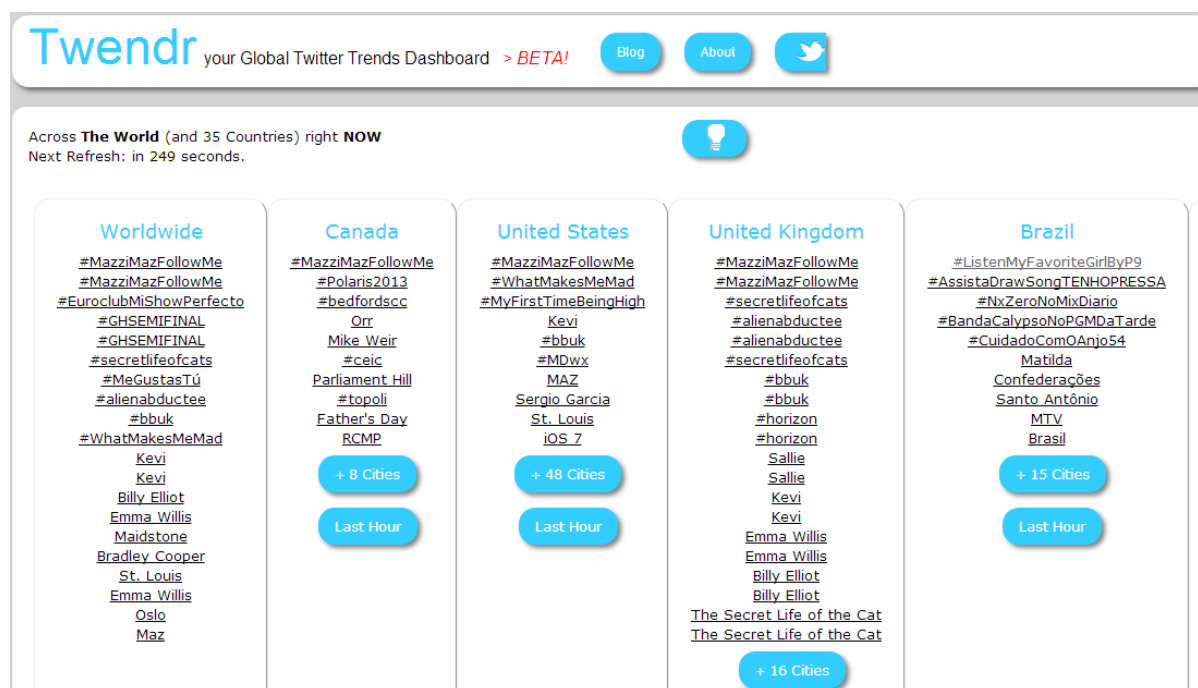 Twendr your Global Twitter Trends Dashboard > BETA!
Blog
About
Across The World (and 35 Countries) right NOW
Next Refresh: in 249 seconds.
Worldwide
#MazziMazFollowMe
#MazziMazFollowMe
#EuroclubMiShowPerfecto
#GHSEMIFINAL
#GHSEMIFINAL
#secretlifeofcats
#MeGustasTú
#alienabductee
#bbuk
#WhatMakesMeMad
Kevi
Kevi
Billy Elliot
Emma Willis
Maidstone
Bradley Cooper
St. Louis
Emma Willis
Oslo
Maz
Canada
#MazziMazFollowMe
#Polaris2013
#bedfordscc
Orr
Mike Weir
#ceic
Parliament Hill
#topoli
Father's Day
RCMP
+ 8 Cities
Last Hour
United States
#MazziMazFollowMe
#WhatMakesMeMad
#MyFirstTimeBeingHigh
Kevi
#bbuk
#MDwx
MAZ
Sergio Garcia
St. Louis
iOS 7
+ 48 Cities
Last Hour
United Kingdom
#MazziMazFollowMe
#MazziMazFollowMe
#secretlifeofcats
#alienabductee
#alienabductee
#secretlifeofcats
#bbuk
#bbuk
#horizon
#horizon
Sallie
Sallie
Kevi
Kevi
Emma Willis
Emma Willis
Billy Elliot
Billy Elliot
The Secret Life of the Cat
The Secret Life of the Cat
+ 16 Cities
Brazil
#ListenMyFavoriteGirlByP9
#AssistaDrawSongTENHOPRESSA
#NxZeroNoMixDiario
#BandaCalypsoNoPGMDaTarde
#CuidadoComOAnjo54
Matilda
Confederações
Santo Antônio
MTV
Brasil
+ 15 Cities
Last Hour